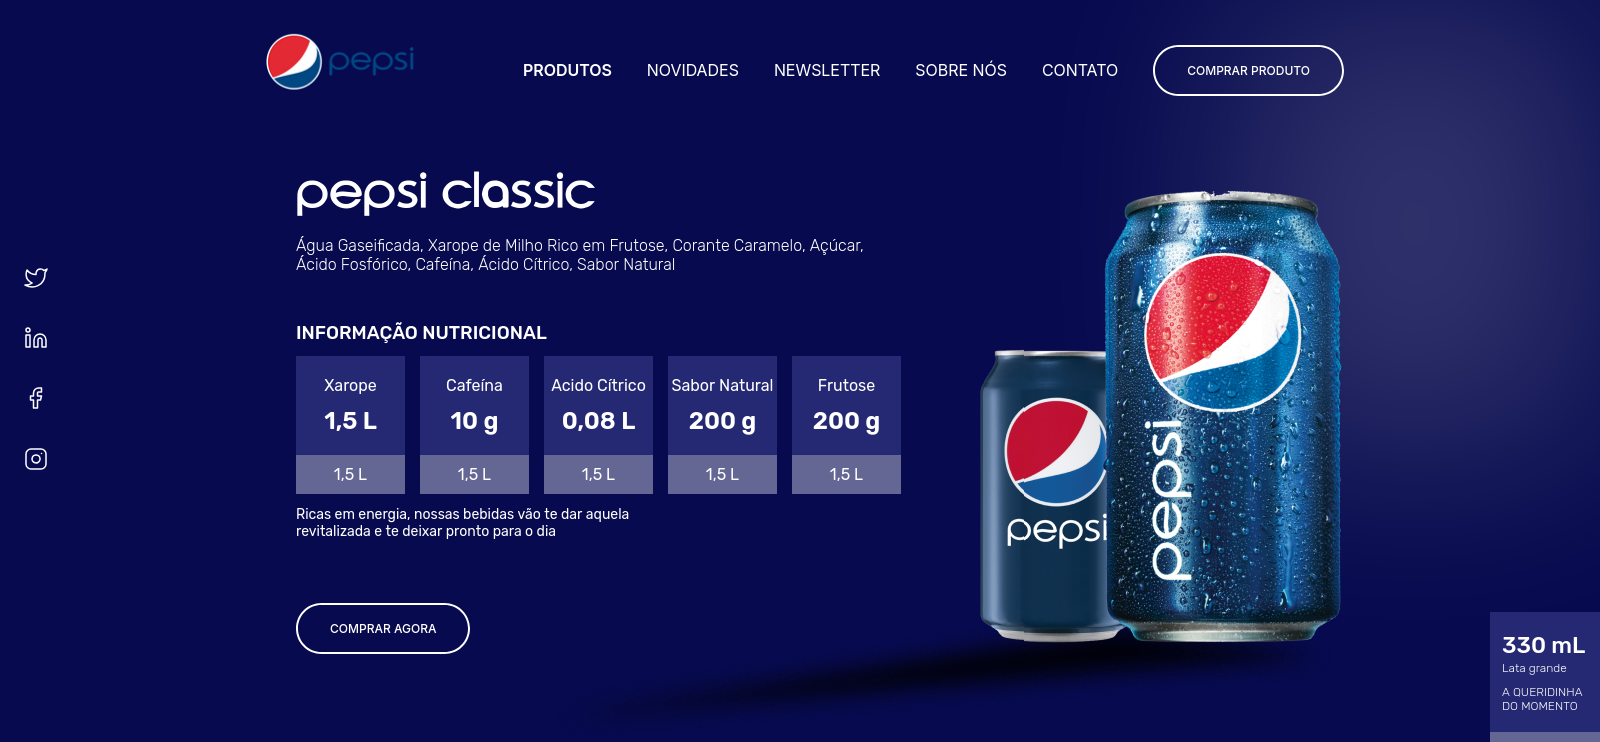 pepsi
PRODUTOS NOVIDADES NEWSLETTER SOBRE NÓS CONTATO COMPRAR PRODUTO
pepsi classic
Água Gaseificada, Xarope de Milho Rico em Frutose, Corante Caramelo, Açúcar,
Ácido Fosfórico, Cafeína, Ácido Cítrico, Sabor Natural
INFORMAÇÃO NUTRICIONAL
Xarope Cafeína Acido Cítrico Sabor Natural Frutose
1,5 L 10 g 0,08 L 200 g 200 g
1,5 L 1,5 L 1,5 L 1,5 L 1,5 L
Ricas em energia, nossas bebidas vão te dar aquela
revitalizada e te deixar pronto para o dia
COMPRAR AGORA
pepsi
pepsi
330 mL
Lata grande
A QUERIDINHA
DO MOMENTO